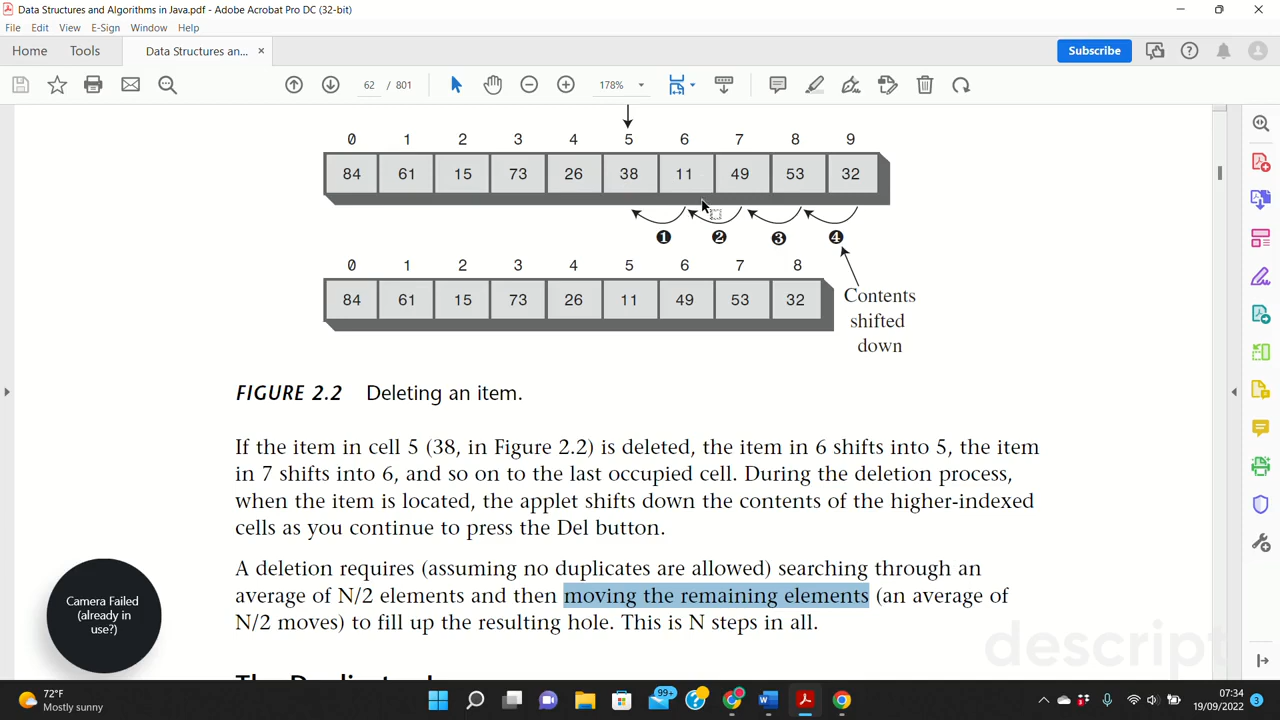 Data Structures and Algorithms in Java.pdf - Adobe Acrobat Pro DC (32-bit)
File Edit View E-Sign Window Help
Home Tools Data Structures an... ×
Subscribe
62 / 801 178%
0 1 2 3 4 5 6 7 8 9
84 61 15 73 26 38 11 49 53 32
❶ ❷ ❸ ❹
0 1 2 3 4 5 6 7 8
84 61 15 73 26 11 49 53 32
Contents
shifted
down
FIGURE 2.2 Deleting an item.
If the item in cell 5 (38, in Figure 2.2) is deleted, the item in 6 shifts into 5, the item
in 7 shifts into 6, and so on to the last occupied cell. During the deletion process,
when the item is located, the applet shifts down the contents of the higher-indexed
cells as you continue to press the Del button.
A deletion requires (assuming no duplicates are allowed) searching through an
average of N/2 elements and then moving the remaining elements (an average of
N/2 moves) to fill up the resulting hole. This is N steps in all.
Camera Failed
(already in
use?)
descript
72°F
Mostly sunny
99+
07:34
19/09/2022
3